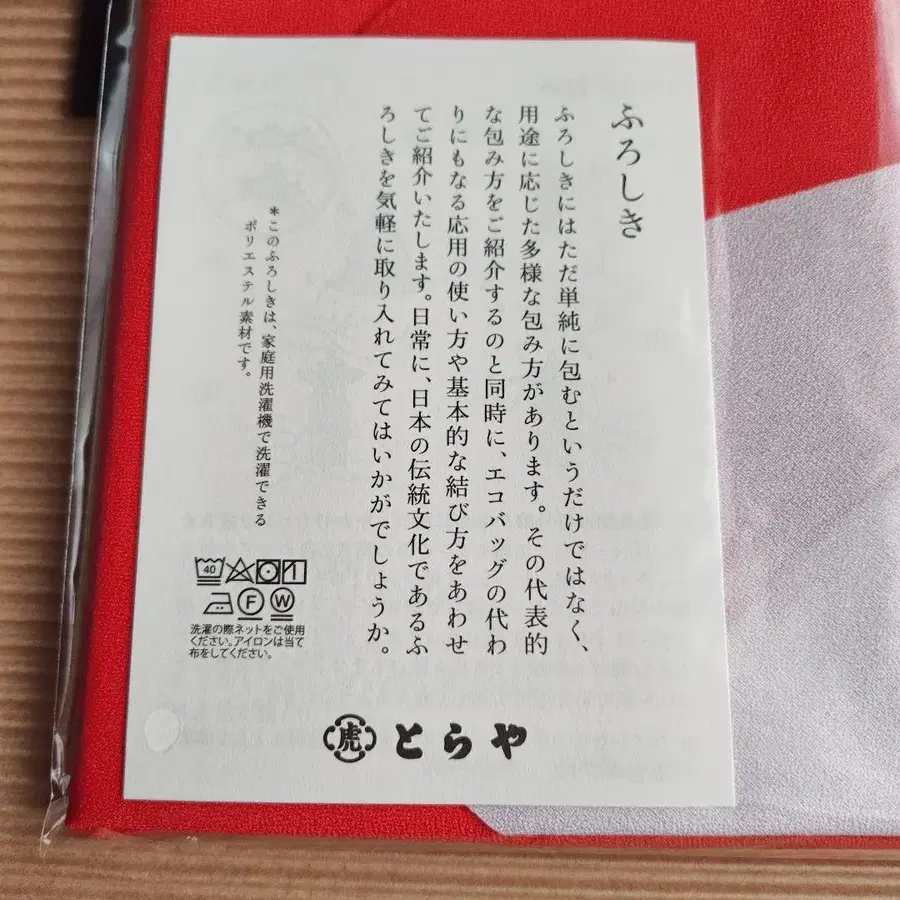 ふろしき
ふろしきにはただ単純に包むというだけではなく、
用途に応じた多様な包み方があります。その代表的
な包み方をご紹介するのと同時に、エコバッグの代わ
りにもなる応用の使い方や基本的な結び方をあわせ
てご紹介いたします。日常に、日本の伝統文化であるふ
ろしきを気軽に取り入れてみてはいかがでしょうか。
＊このふろしきは、家庭用洗濯機で洗濯できる
ポリエステル素材です。
40
F W
洗濯の際ネットをご使用
ください。アイロンは当て
布をしてください。
虎 とらや